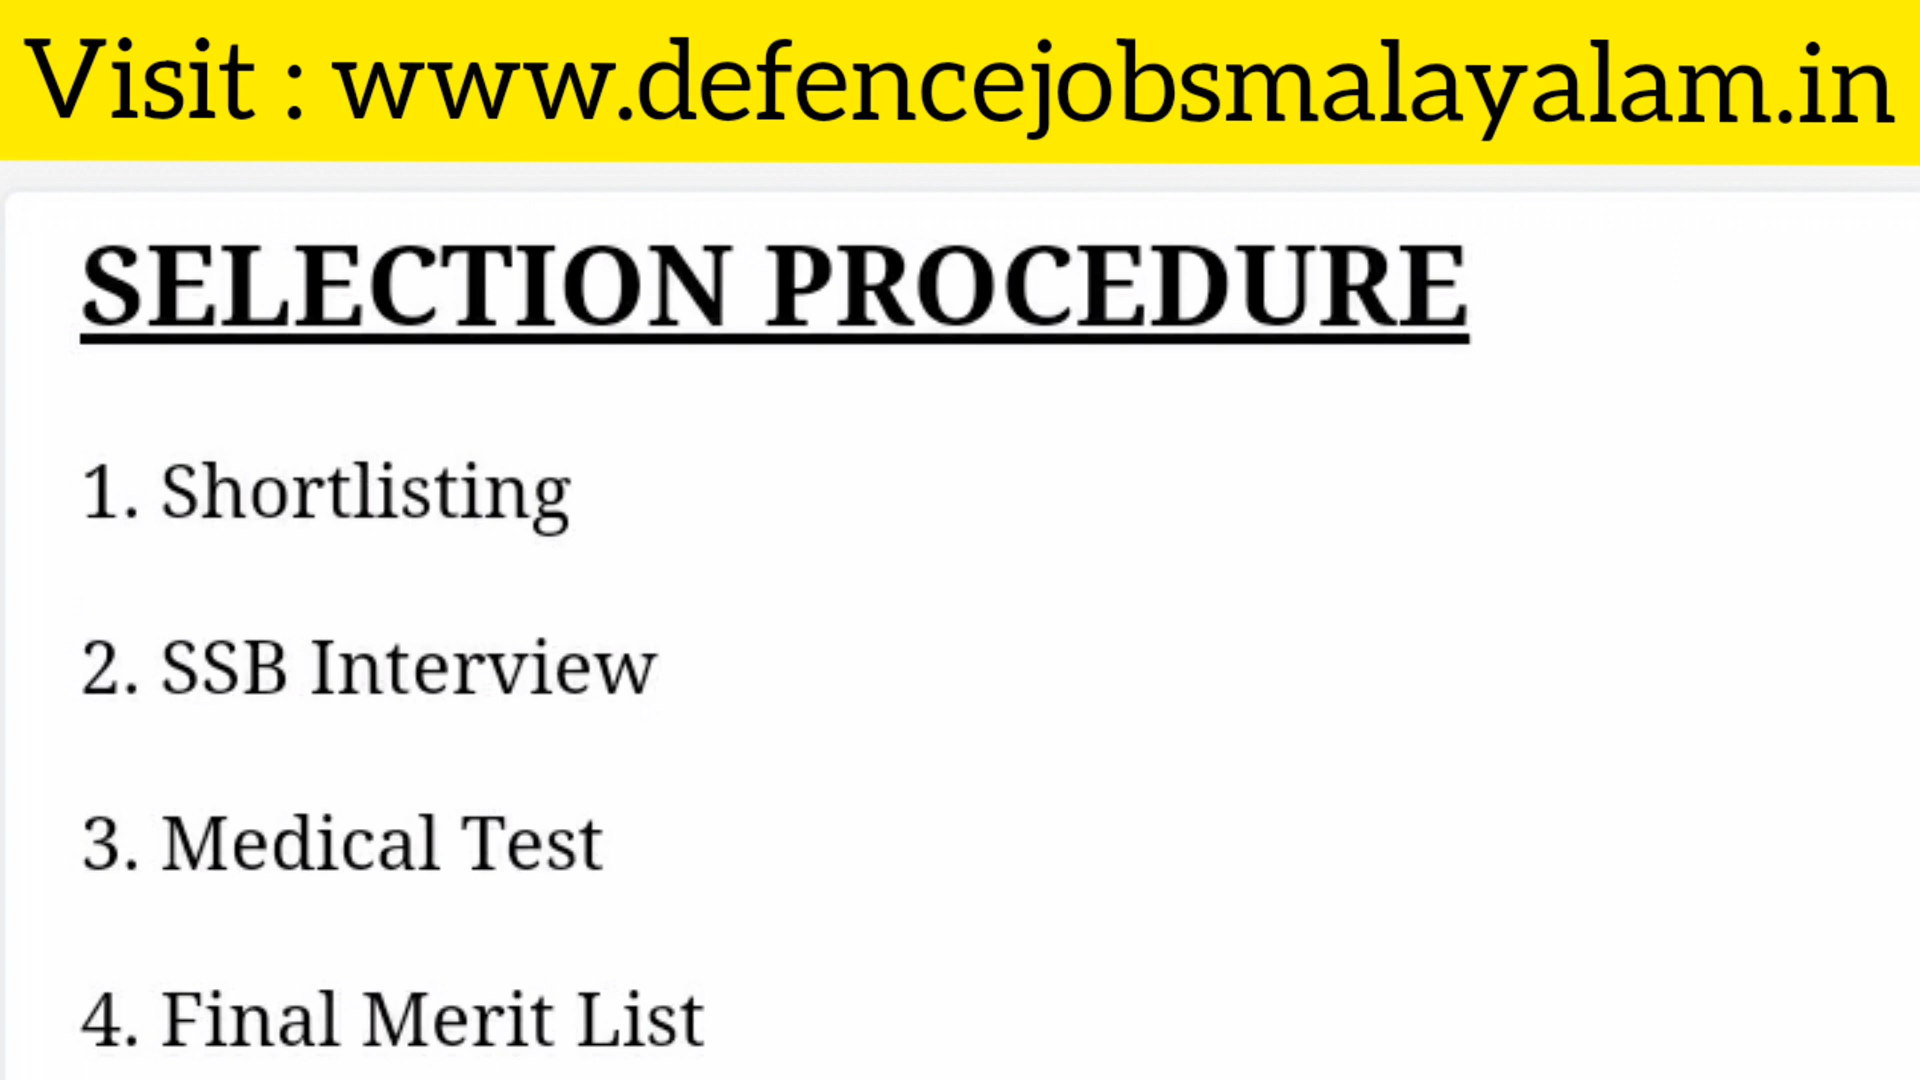 Visit : www.defencejobsmalayalam.in
SELECTION PROCEDURE
1. Shortlisting
2. SSB Interview
3. Medical Test
4. Final Merit List